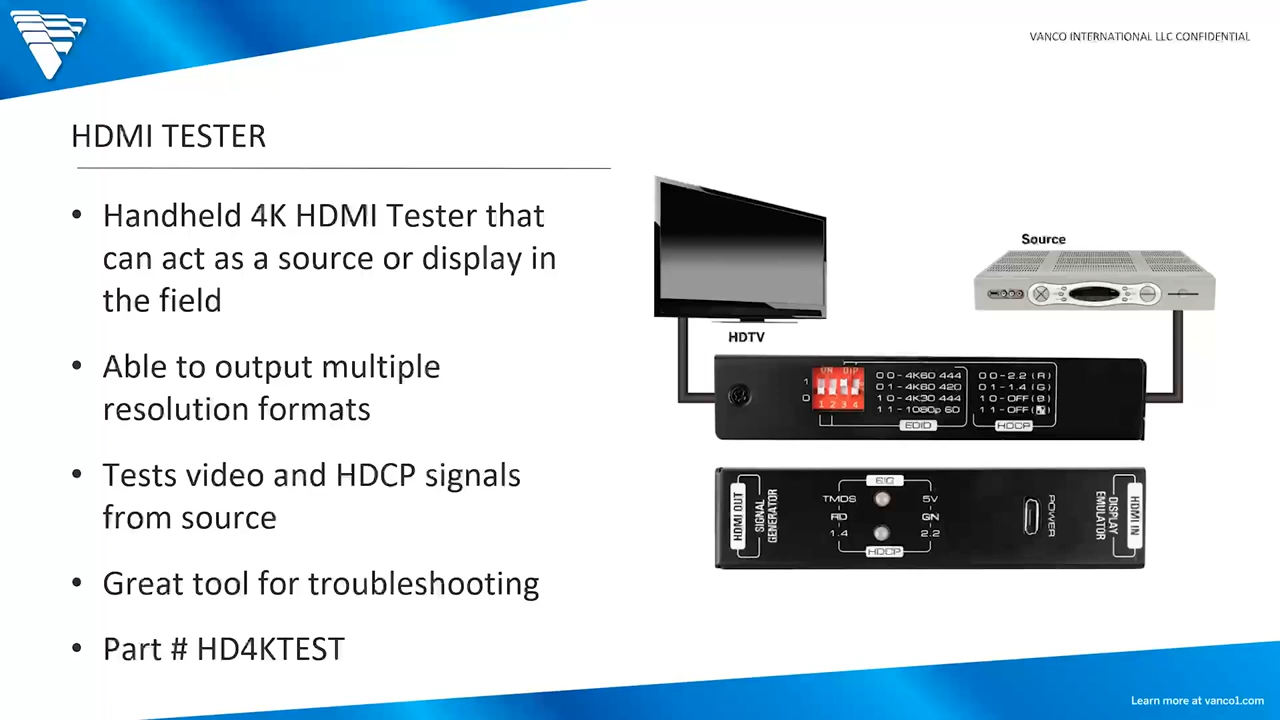 VANCO INTERNATIONAL LLC CONFIDENTIAL
HDMI TESTER
• Handheld 4K HDMI Tester that
can act as a source or display in
the field
• Able to output multiple
resolution formats
• Tests video and HDCP signals
from source
• Great tool for troubleshooting
• Part # HD4KTEST
Source
HDTV
ON DIP
1
0
1 2 3 4
0 0-4K60 444
0 1-4K60 420
1 0-4K30 444
1 1-1080p 60
EDID
0 0-2.2 (R)
0 1-1.4 (G)
1 0-OFF (B)
1 1-OFF
HDCP
HDMI OUT
SIGNAL
GENERATOR
SIG
TMDS 5V
RD GN
1.4 2.2
HDCP
POWER
DISPLAY
EMULATOR
HDMI IN
Learn more at vanco1.com